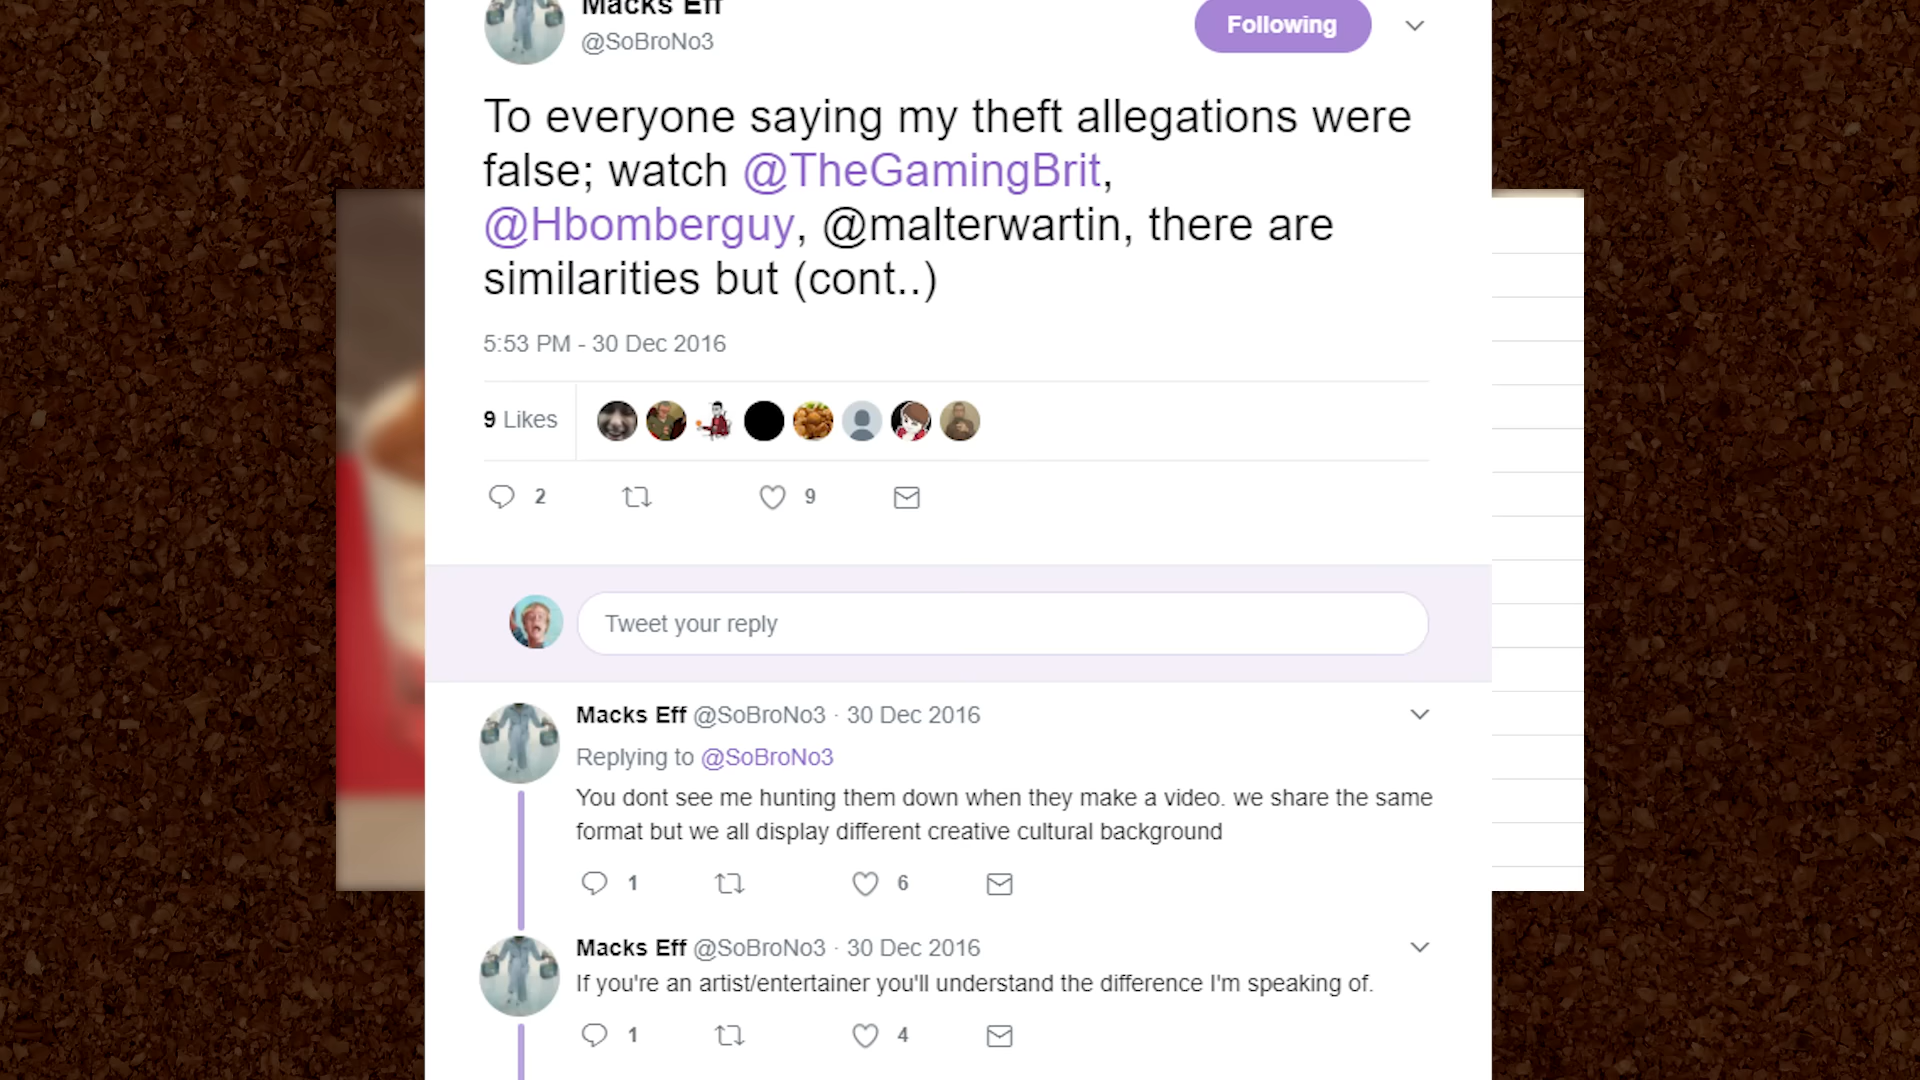 Macks Eff
@SoBroNo3
Following
To everyone saying my theft allegations were
false; watch @TheGamingBrit,
@Hbomberguy, @malterwartin, there are
similarities but (cont..)
5:53 PM - 30 Dec 2016
9 Likes
2
9
Tweet your reply
Macks Eff @SoBroNo3 · 30 Dec 2016
Replying to @SoBroNo3
You dont see me hunting them down when they make a video. we share the same
format but we all display different creative cultural background
1
6
Macks Eff @SoBroNo3 · 30 Dec 2016
If you're an artist/entertainer you'll understand the difference I'm speaking of.
1
4